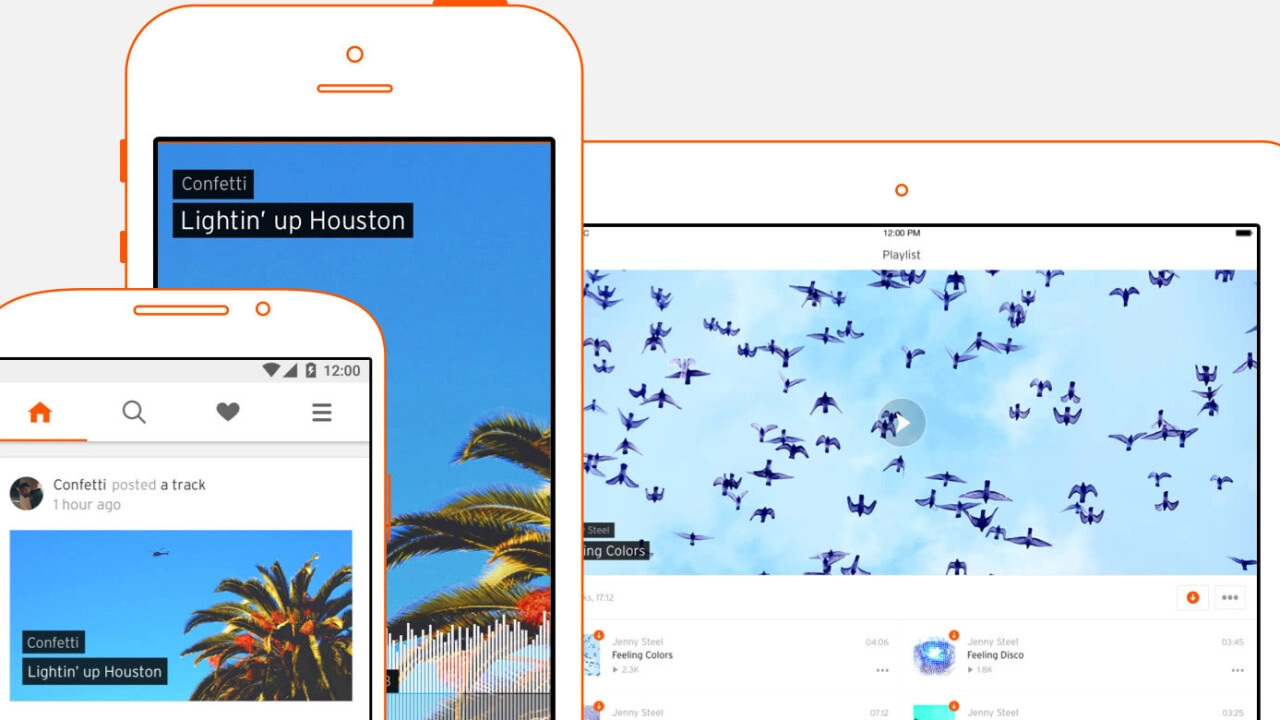 Confetti
Lightin’ up Houston
12:00
Confetti posted a track
1 hour ago
Confetti
Lightin’ up Houston
12:00 PM
Playlist
Steel
ing Colors
17:12
Jenny Steel
04:06
Feeling Colors
2.3K
Jenny Steel
03:45
Feeling Disco
1.8K
Jenny Steel
07:12
Jenny Steel
03:25